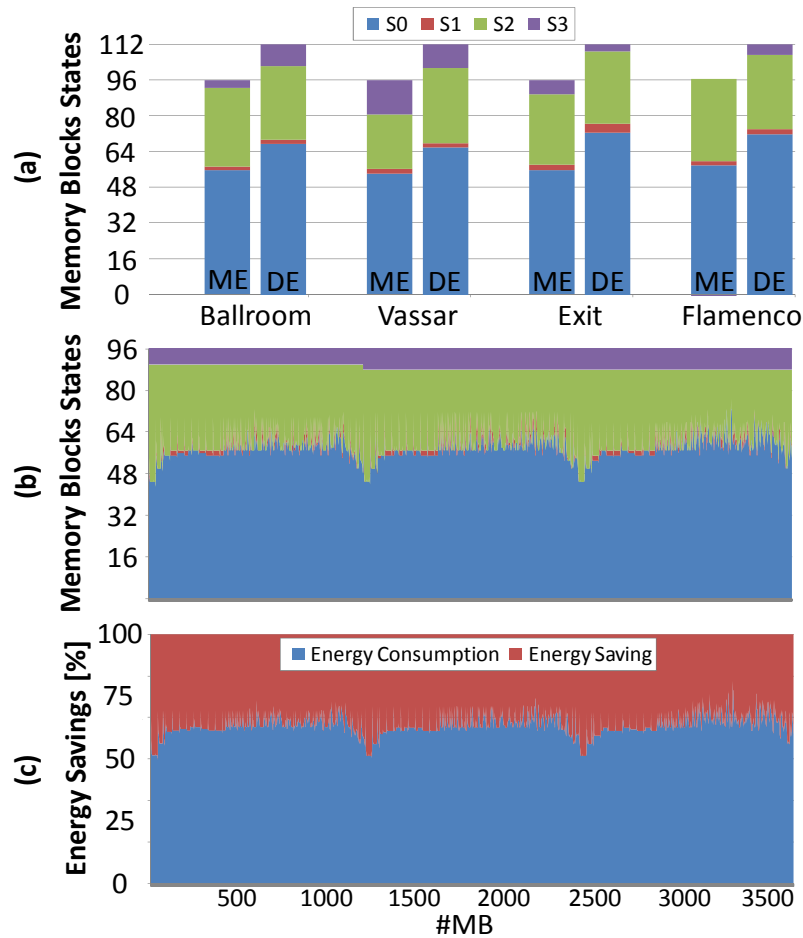 S0 S1 S2 S3
(a)
Memory Blocks States
112
96
80
64
48
32
16
0
ME DE ME DE ME DE ME DE
Ballroom Vassar Exit Flamenco
(b)
Memory Blocks States
96
80
64
48
32
16
(c)
Energy Savings [%]
Energy Consumption Energy Saving
100
75
50
25
0
500 1000 1500 2000 2500 3000 3500
#MB